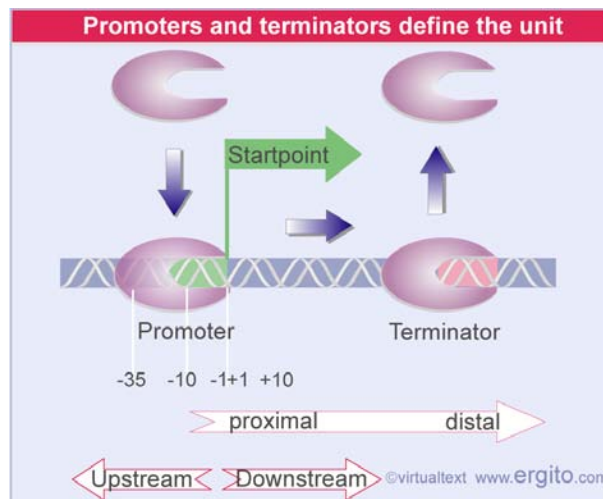 Promoters and terminators define the unit
Startpoint
Promoter
Terminator
-35 -10 -1+1 +10
proximal distal
Upstream Downstream ©virtualtext www.ergito.com